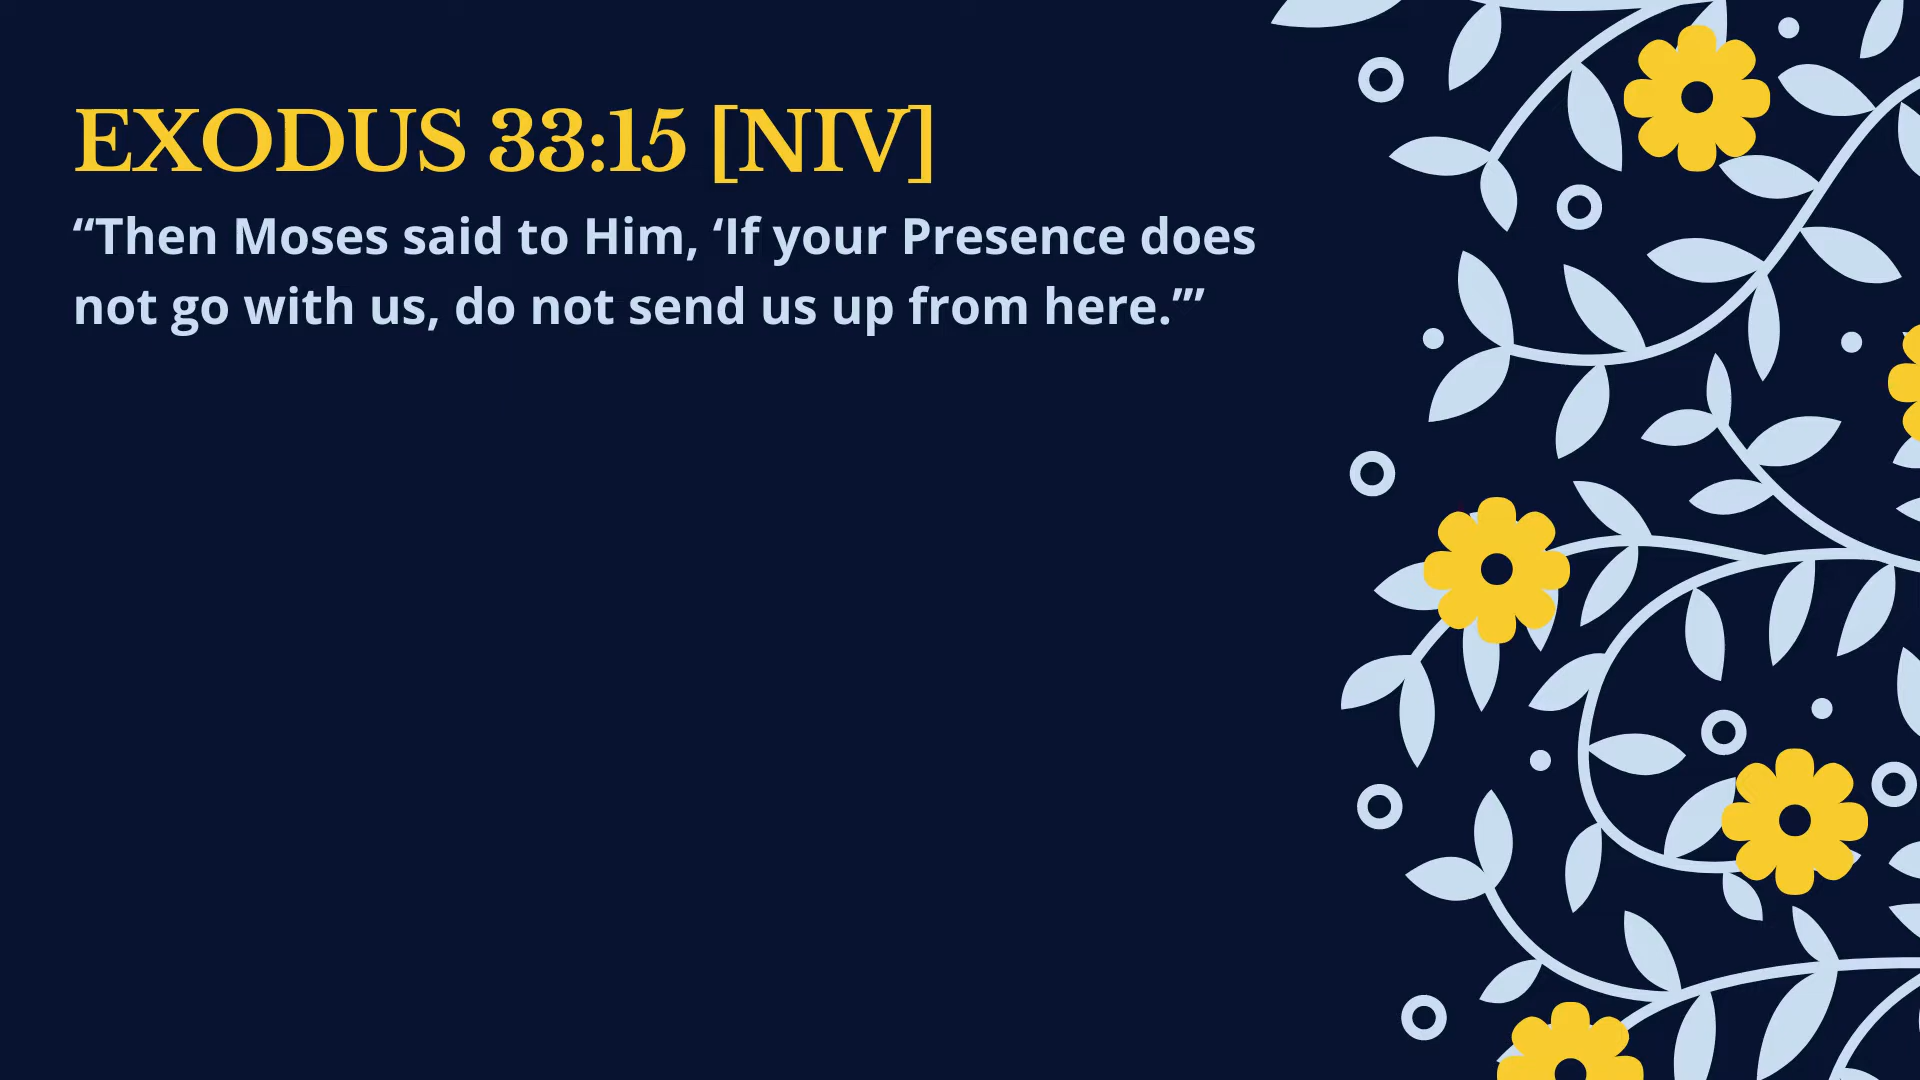 EXODUS 33:15 [NIV]
“Then Moses said to Him, ‘If your Presence does
not go with us, do not send us up from here.’”